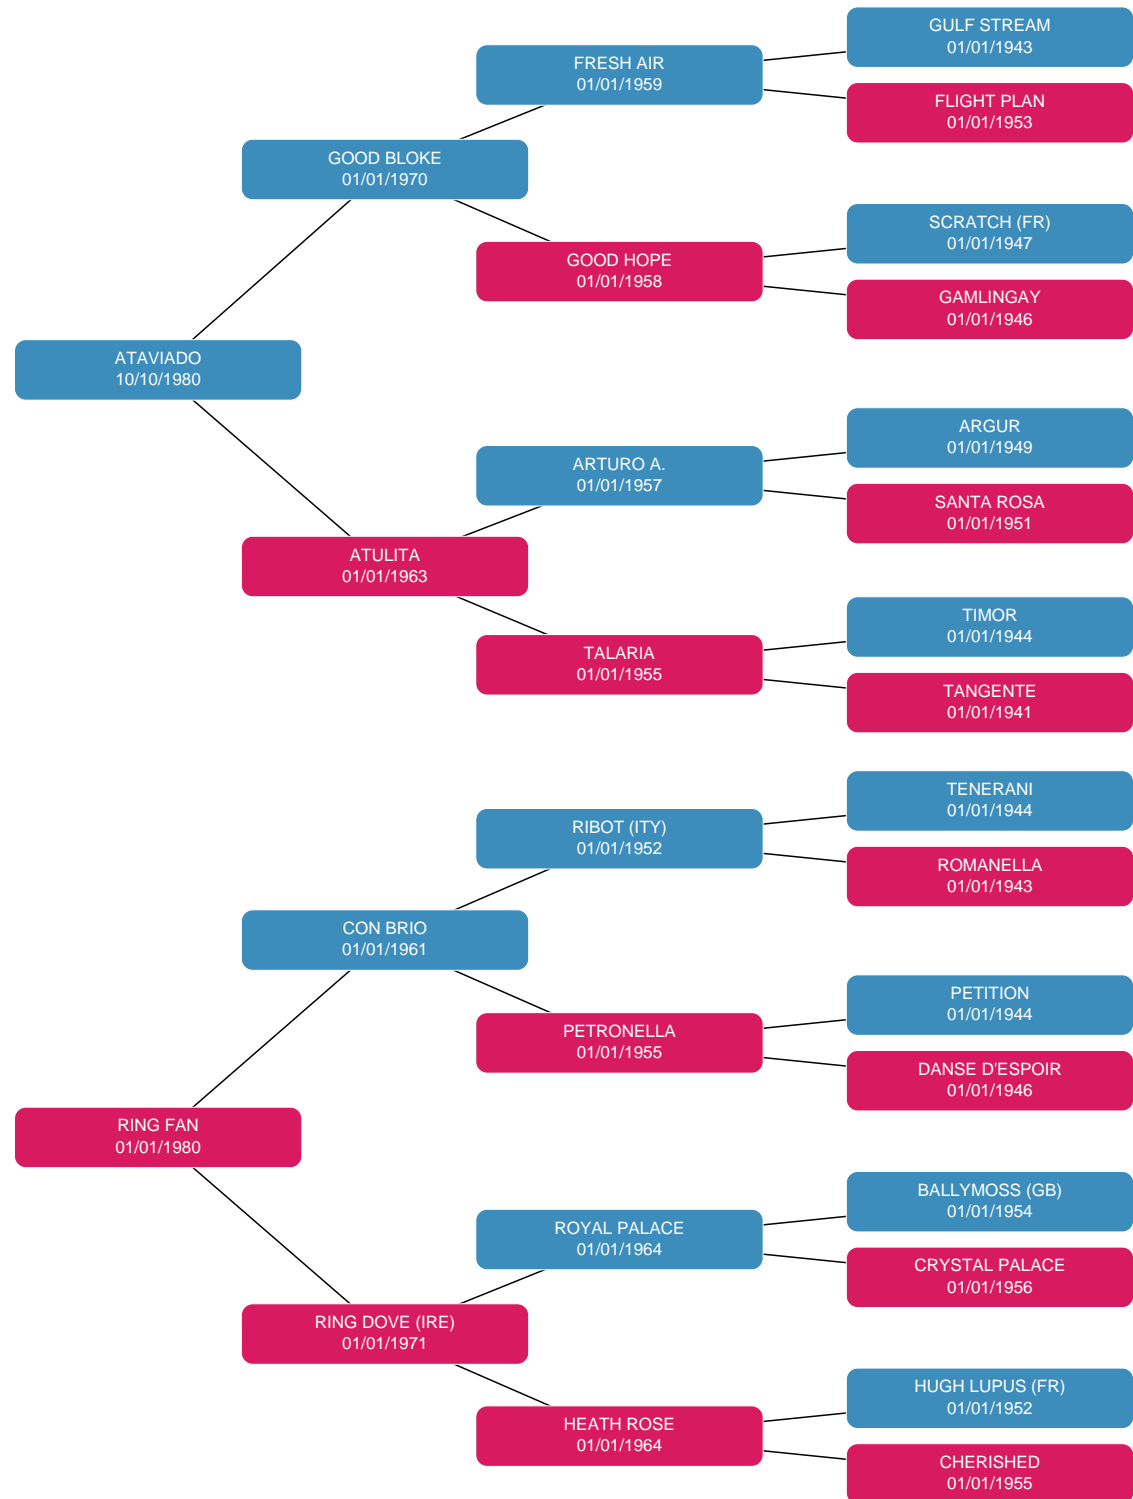 GULF STREAM
01/01/1943
FRESH AIR
01/01/1959
FLIGHT PLAN
01/01/1953
GOOD BLOKE
01/01/1970
SCRATCH (FR)
01/01/1947
GOOD HOPE
01/01/1958
GAMLINGAY
01/01/1946
ATAVIADO
10/10/1980
ARGUR
01/01/1949
ARTURO A.
01/01/1957
SANTA ROSA
01/01/1951
ATULITA
01/01/1963
TIMOR
01/01/1944
TALARIA
01/01/1955
TANGENTE
01/01/1941
TENERANI
01/01/1944
RIBOT (ITY)
01/01/1952
ROMANELLA
01/01/1943
CON BRIO
01/01/1961
PETITION
01/01/1944
PETRONELLA
01/01/1955
DANSE D'ESPOIR
01/01/1946
RING FAN
01/01/1980
BALLYMOSS (GB)
01/01/1954
ROYAL PALACE
01/01/1964
CRYSTAL PALACE
01/01/1956
RING DOVE (IRE)
01/01/1971
HUGH LUPUS (FR)
01/01/1952
HEATH ROSE
01/01/1964
CHERISHED
01/01/1955